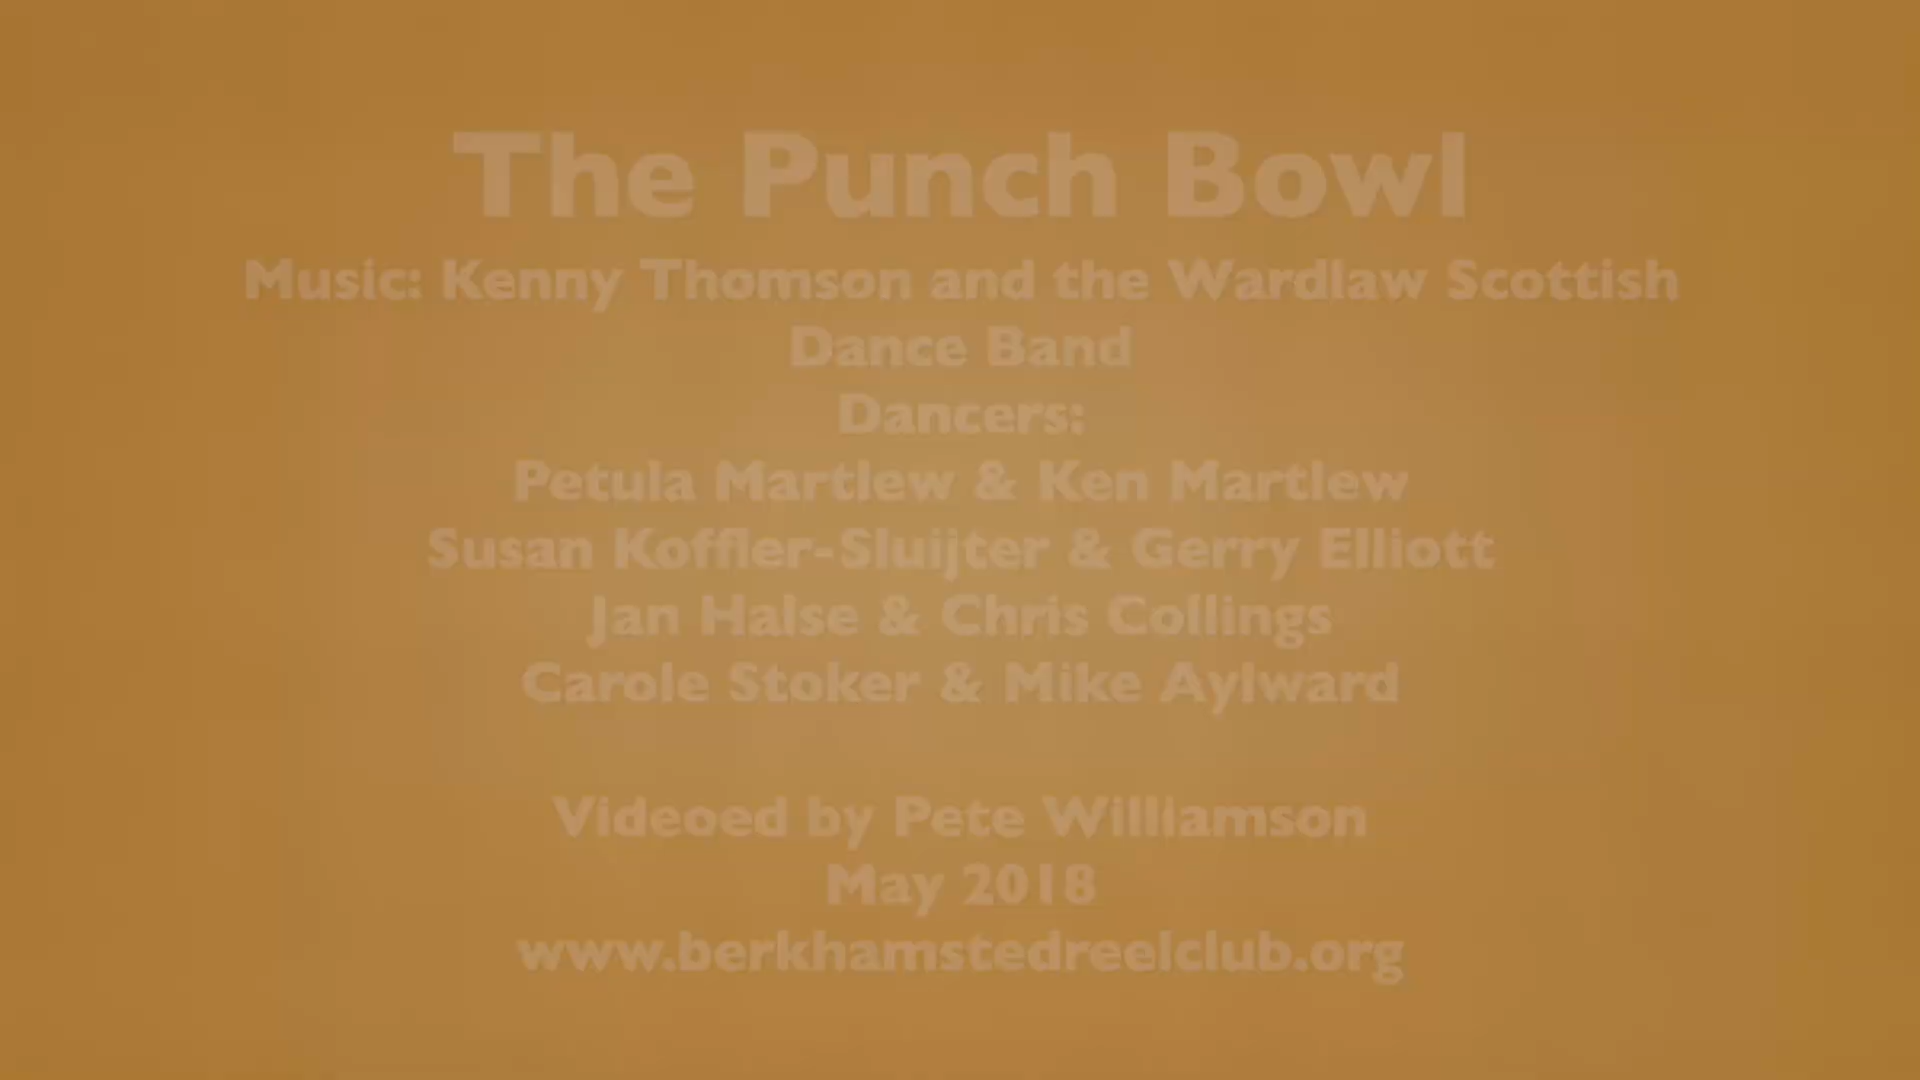 The Punch Bowl
Music: Kenny Thomson and the Wardlaw Scottish
Dance Band
Dancers:
Petula Martlew & Ken Martlew
Susan Koffler-Sluijter & Gerry Elliott
Jan Halse & Chris Collings
Carole Stoker & Mike Aylward
Videoed by Pete Williamson
May 2018
www.berkhamstedreelclub.org